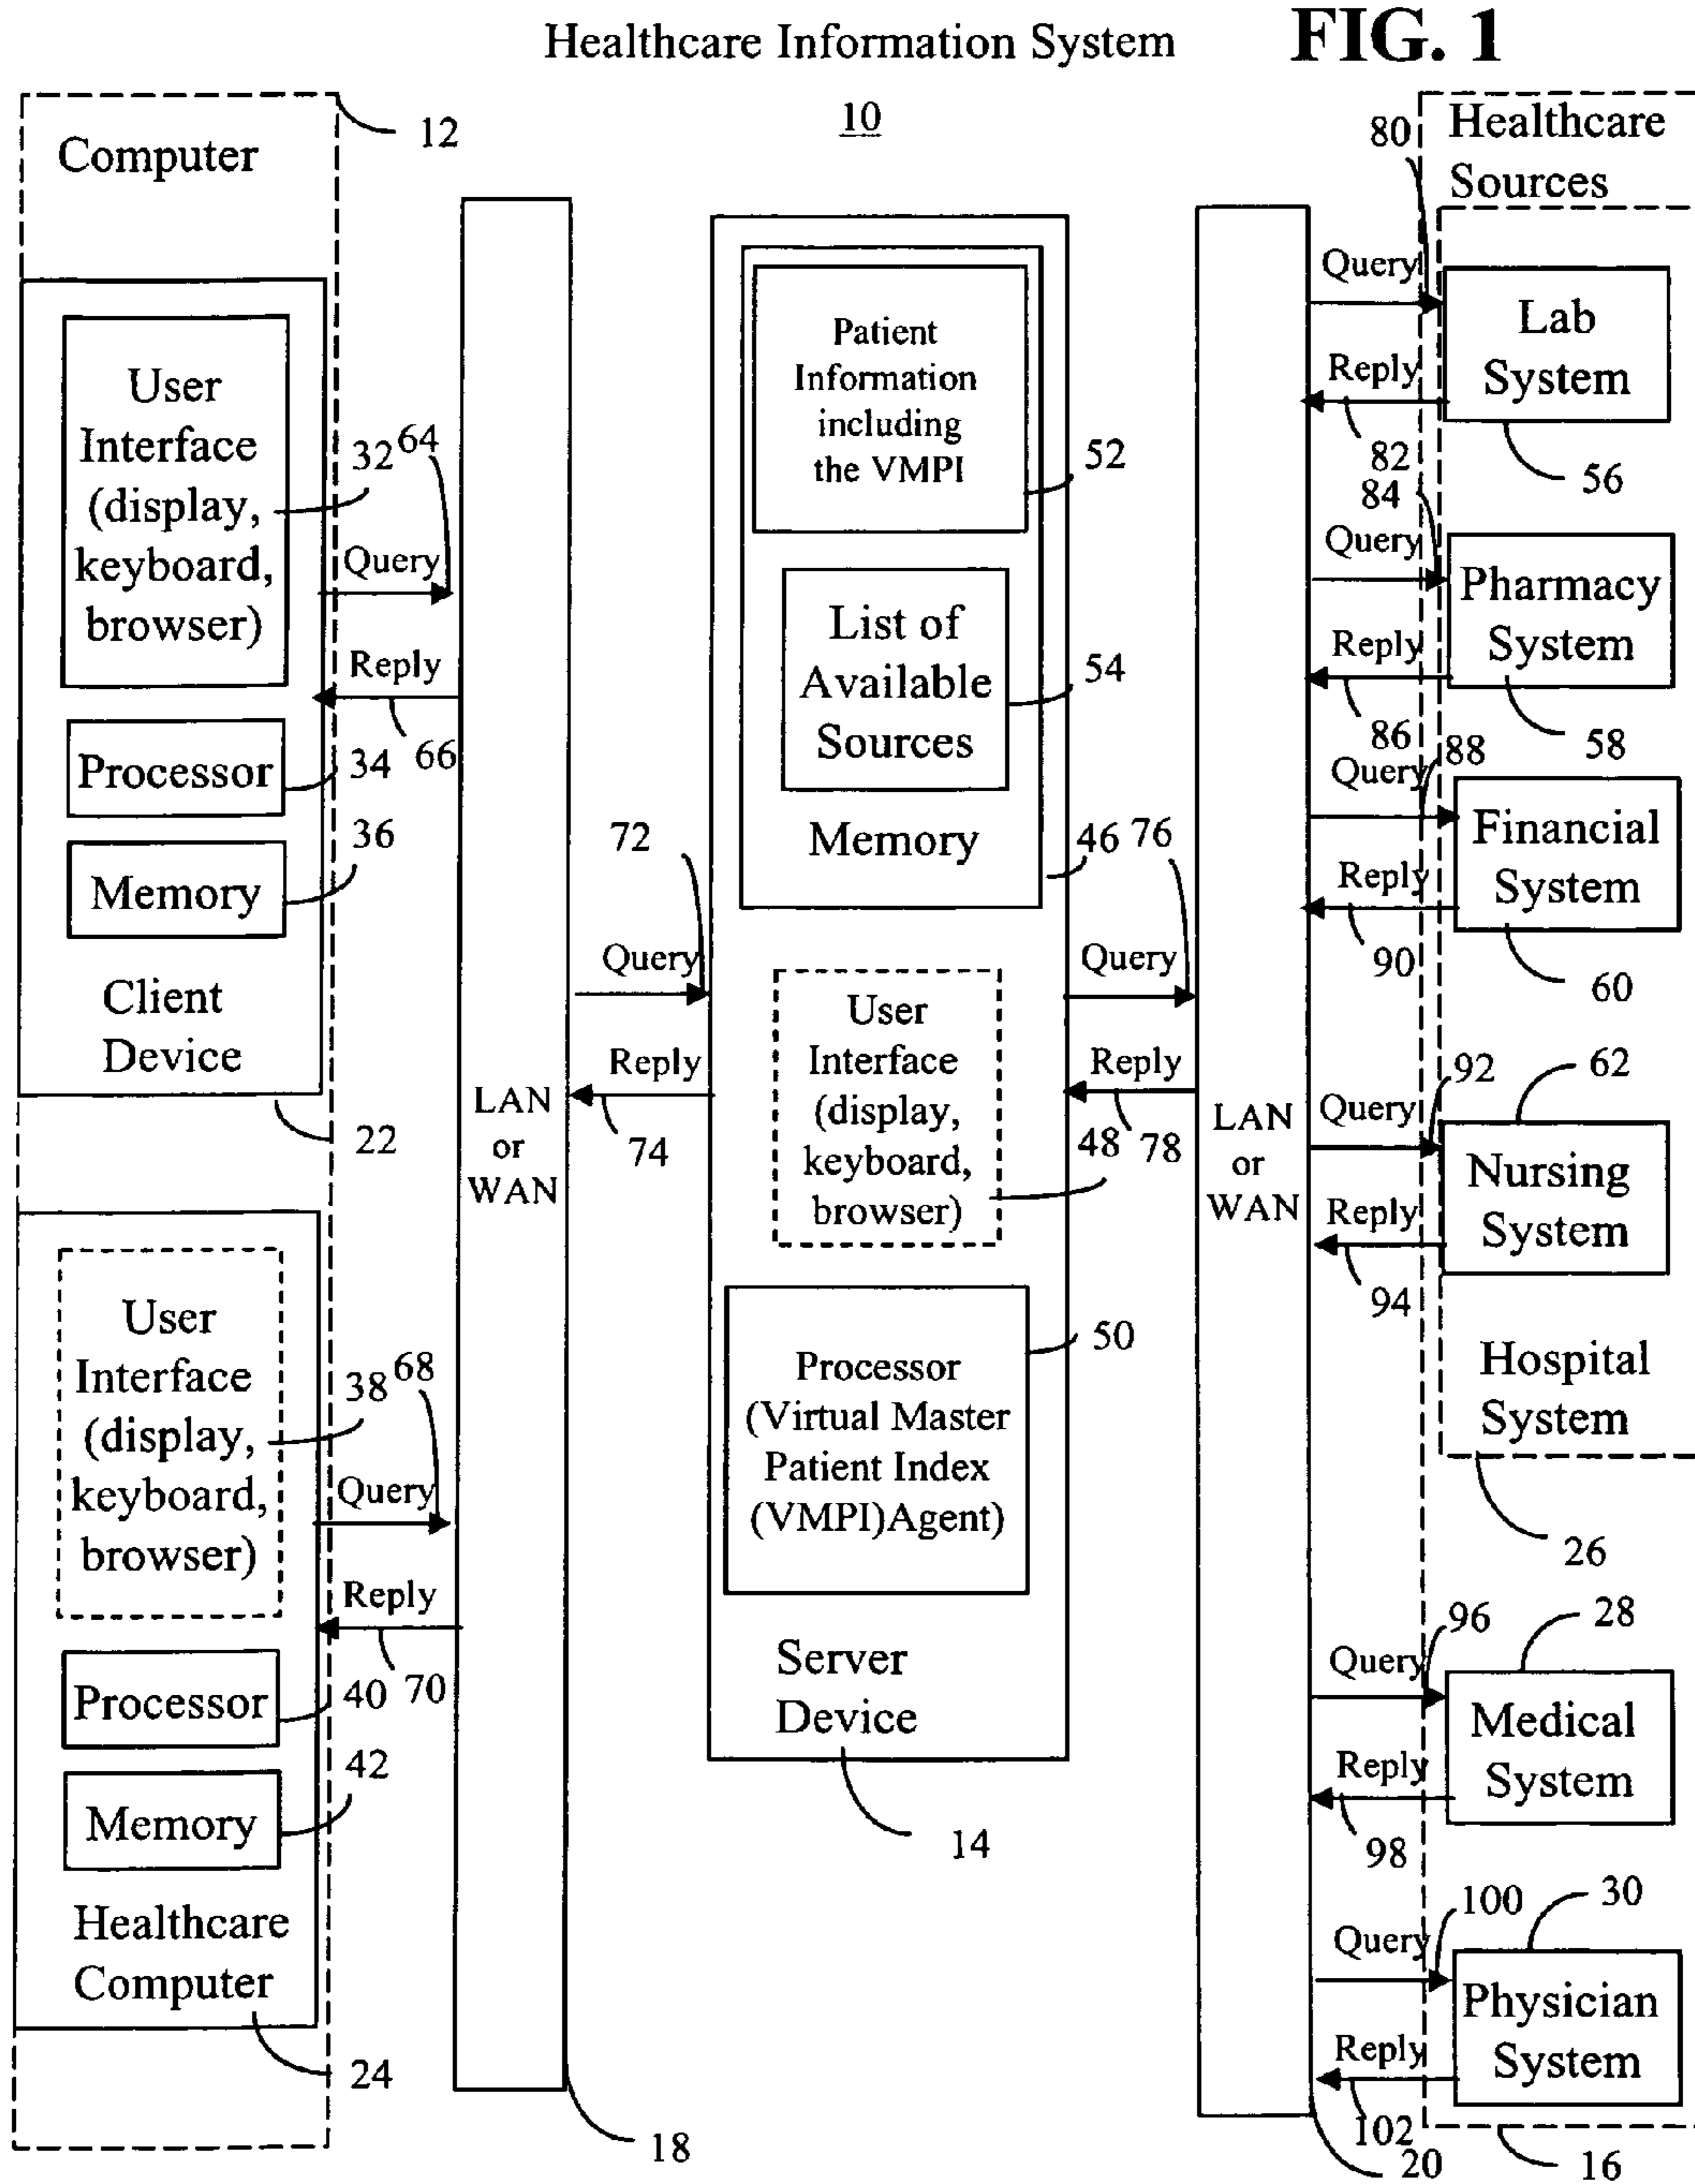 Healthcare Information System
FIG. 1
10
Computer
12
User
Interface
(display,
keyboard,
browser)
32
64
Query
Reply
66
Processor
34
Memory
36
Client
Device
22
User
Interface
(display,
keyboard,
browser)
38
68
Query
Reply
70
Processor
40
Memory
42
Healthcare
Computer
24
LAN
or
WAN
18
72
Query
Reply
74
Patient
Information
including
the VMPI
52
List of
Available
Sources
54
Memory
46
User
Interface
(display,
keyboard,
browser)
48
Processor
(Virtual Master
Patient Index
(VMPI)Agent)
50
Server
Device
14
76
Query
Reply
78
LAN
or
WAN
20
Healthcare
Sources
80
Query
Reply
82
Lab
System
56
84
Query
Reply
86
Pharmacy
System
58
88
Query
Reply
90
Financial
System
60
92
Query
Reply
94
62
Nursing
System
Hospital
System
26
96
Query
Reply
98
28
Medical
System
100
Query
Reply
102
30
Physician
System
16